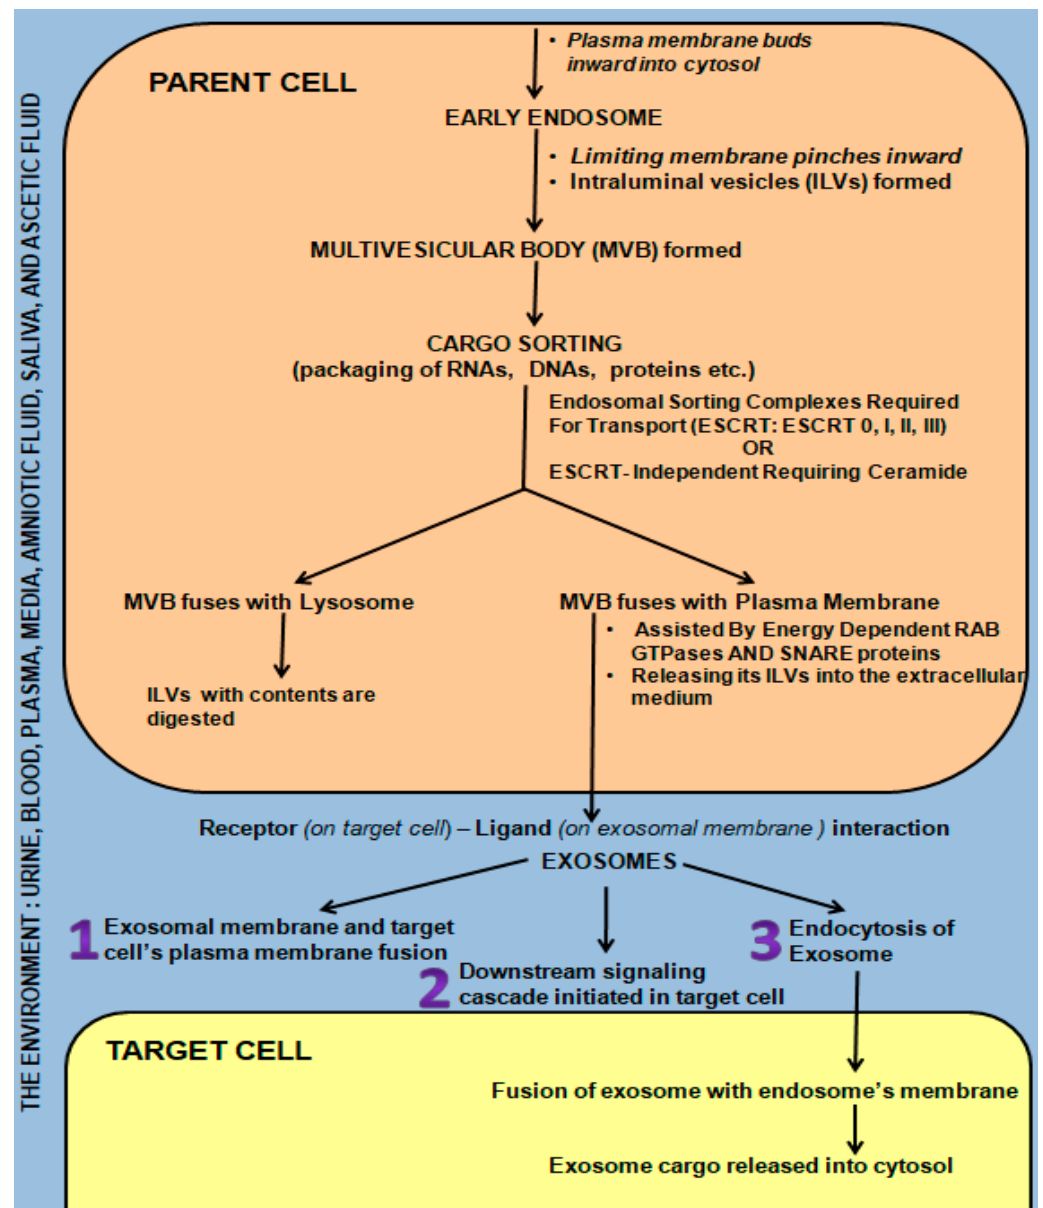 THE ENVIRONMENT : URINE, BLOOD, PLASMA, MEDIA, AMNIOTIC FLUID, SALIVA, AND ASCETIC FLUID
PARENT CELL
• Plasma membrane buds
inward into cytosol
EARLY ENDOSOME
• Limiting membrane pinches inward
• Intraluminal vesicles (ILVs) formed
MULTIVESICULAR BODY (MVB) formed
CARGO SORTING
(packaging of RNAs, DNAs, proteins etc.)
Endosomal Sorting Complexes Required
For Transport (ESCRT: ESCRT 0, I, II, III)
OR
ESCRT- Independent Requiring Ceramide
MVB fuses with Lysosome
ILVs with contents are
digested
MVB fuses with Plasma Membrane
• Assisted By Energy Dependent RAB
GTPases AND SNARE proteins
• Releasing its ILVs into the extracellular
medium
Receptor (on target cell) – Ligand (on exosomal membrane ) interaction
EXOSOMES
1 Exosomal membrane and target
cell's plasma membrane fusion
2 Downstream signaling
cascade initiated in target cell
3 Endocytosis of
Exosome
TARGET CELL
Fusion of exosome with endosome's membrane
Exosome cargo released into cytosol